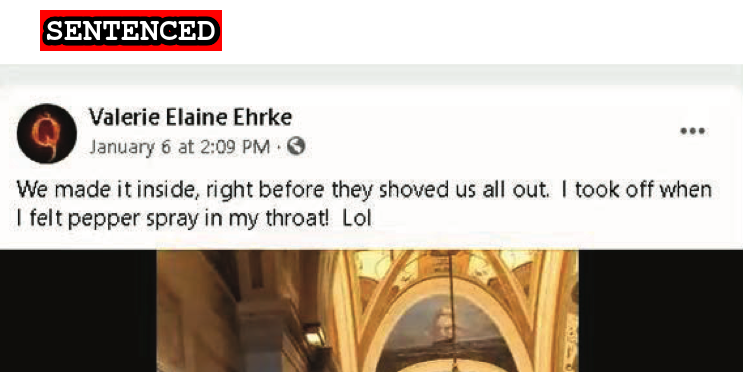 SENTENCED
Valerie Elaine Ehrke
January 6 at 2:09 PM ·
We made it inside, right before they shoved us all out. I took off when
I felt pepper spray in my throat! Lol